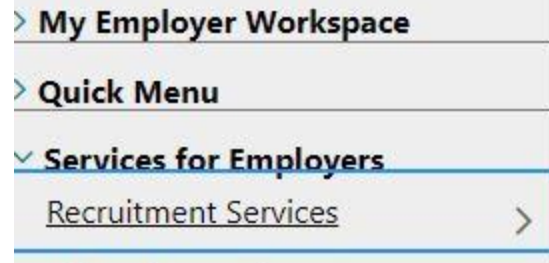 My Employer Workspace
Quick Menu
Services for Employers
Recruitment Services